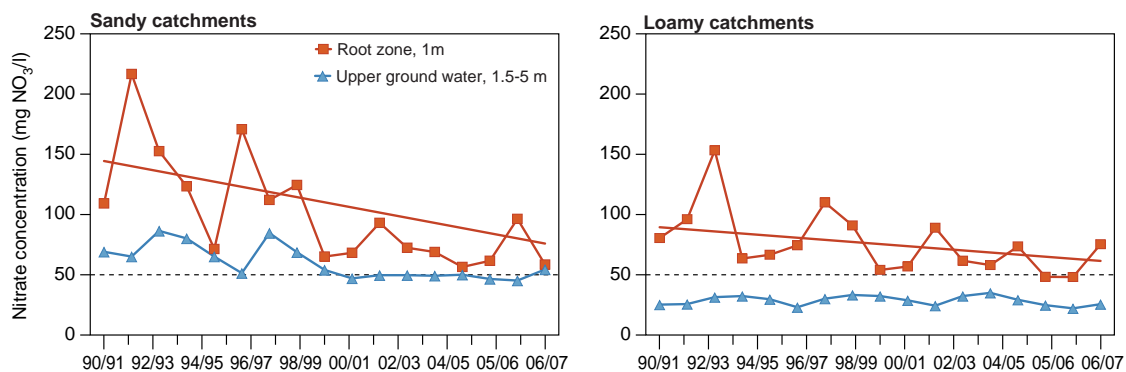 Sandy catchments
Nitrate concentration (mg NO₃/l)
250
200
150
100
50
0
Root zone, 1m
Upper ground water, 1.5-5 m
90/91 92/93 94/95 96/97 98/99 00/01 02/03 04/05 05/06 06/07
Loamy catchments
250
200
150
100
50
0
90/91 92/93 94/95 96/97 98/99 00/01 02/03 04/05 05/06 06/07